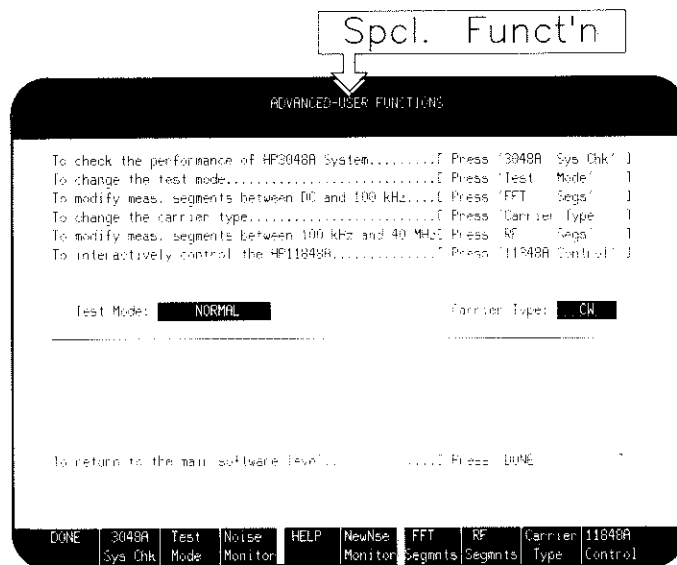 Spcl. Funct'n
ADVANCED-USER FUNCTIONS
To check the performance of HP3048A System.........[ Press '3048A Sys Chk' ]
To change the test mode..............................[ Press 'Test Mode' ]
To modify meas. segments between DC and 100 kHz....[ Press 'FFT Segs' ]
To change the carrier type...........................[ Press 'Carrier Type ]
To modify meas. segments between 100 kHz and 40 MHz[ Press 'RF Segs' ]
To interactively control the HP11848A...............[ Press '11848A Control' ]
Test Mode: NORMAL Carrier Type: CW
To return to the main software level.. .....[ Press DONE ]
DONE 3048A Test Noise HELP NewNse FFT RF Carrier 11848A
Sys Chk Mode Monitor Monitor Segmnts Segmnts Type Control